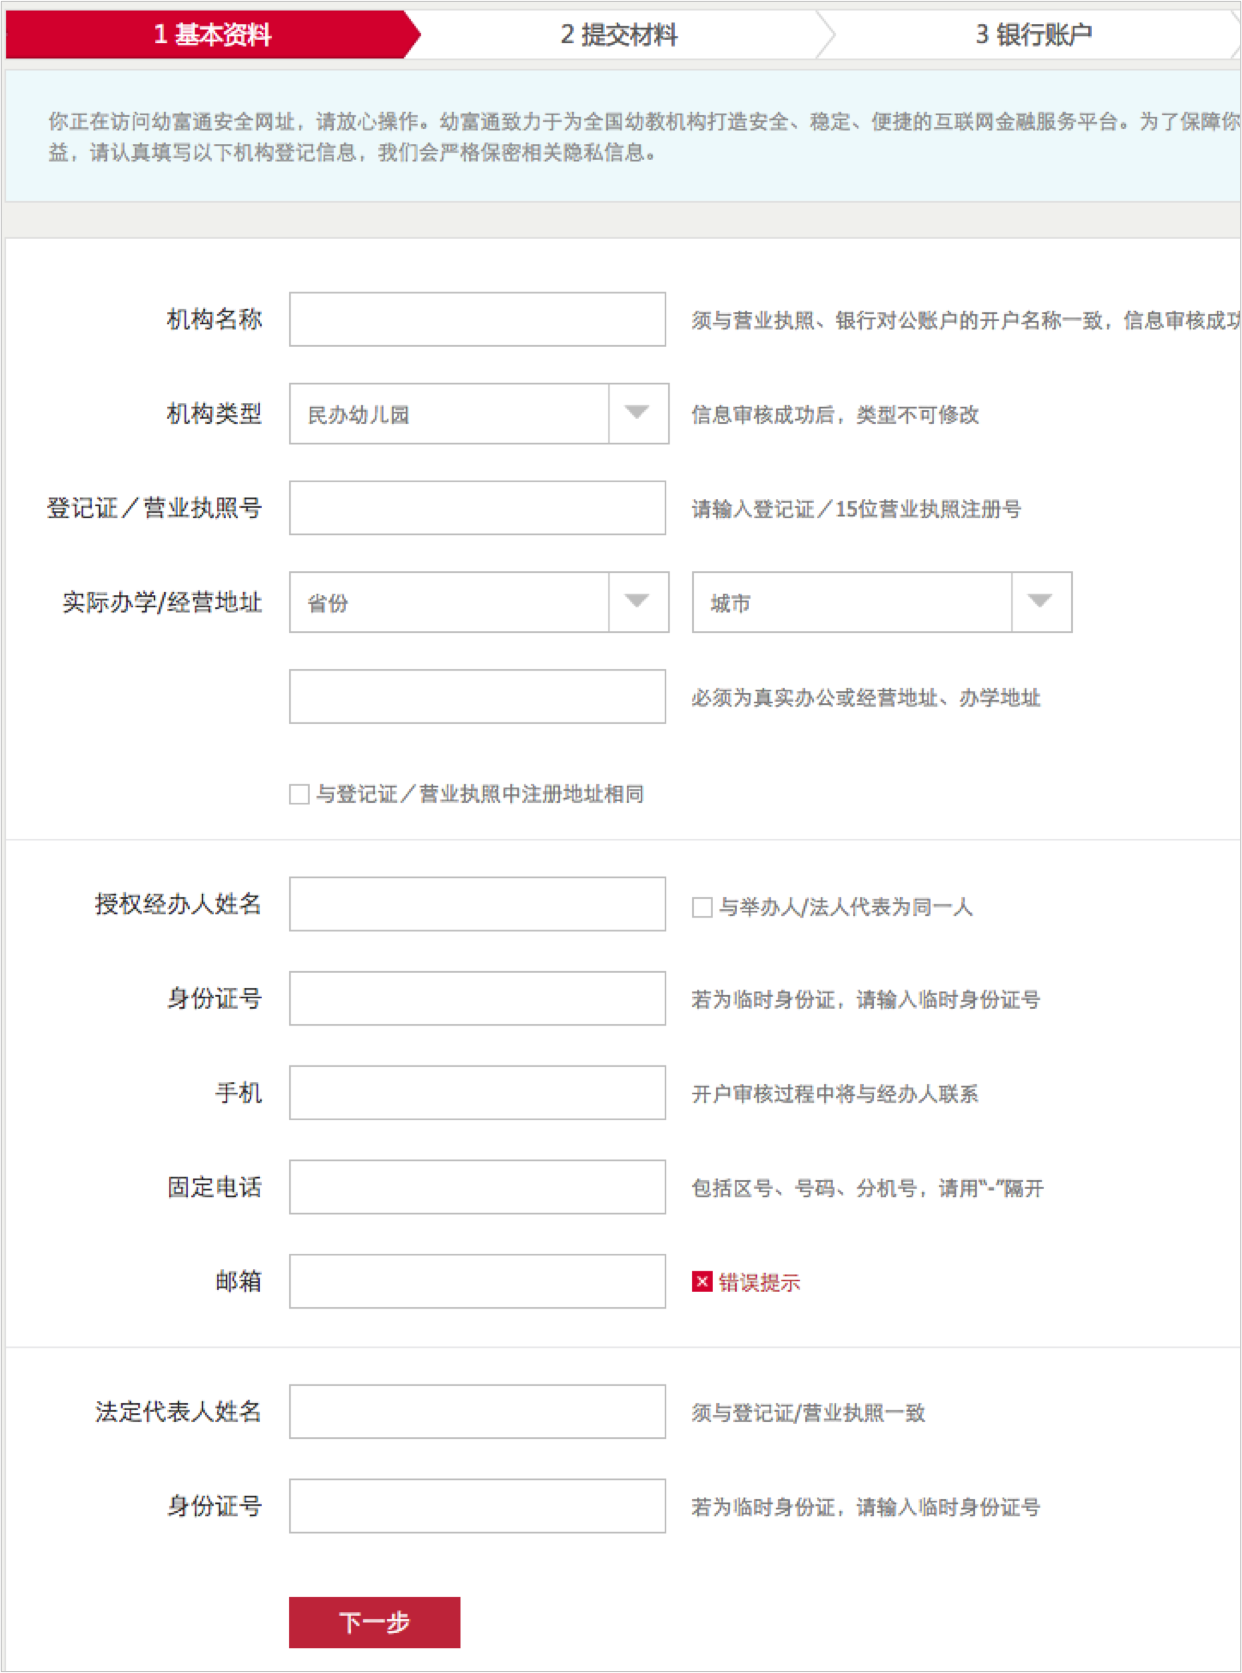 1 基本资料
2 提交材料
3 银行账户
你正在访问幼富通安全网址，请放心操作。幼富通致力于为全国幼教机构打造安全、稳定、便捷的互联网金融服务平台。为了保障你
益，请认真填写以下机构登记信息，我们会严格保密相关隐私信息。
机构名称
须与营业执照、银行对公账户的开户名称一致，信息审核成功
机构类型
民办幼儿园
信息审核成功后，类型不可修改
登记证／营业执照号
请输入登记证／15位营业执照注册号
实际办学/经营地址
省份
城市
必须为真实办公或经营地址、办学地址
与登记证／营业执照中注册地址相同
授权经办人姓名
与举办人/法人代表为同一人
身份证号
若为临时身份证，请输入临时身份证号
手机
开户审核过程中将与经办人联系
固定电话
包括区号、号码、分机号，请用“-”隔开
邮箱
错误提示
法定代表人姓名
须与登记证/营业执照一致
身份证号
若为临时身份证，请输入临时身份证号
下一步